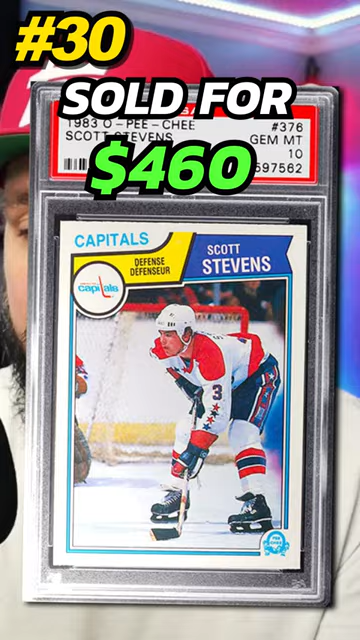 #30
SOLD FOR
1983 O-PEE-CHEE #376
SCOTT STEVENS GEM MT
$460 10
597562
CAPITALS
SCOTT
STEVENS
DEFENSE
DEFENSEUR
capitals
3